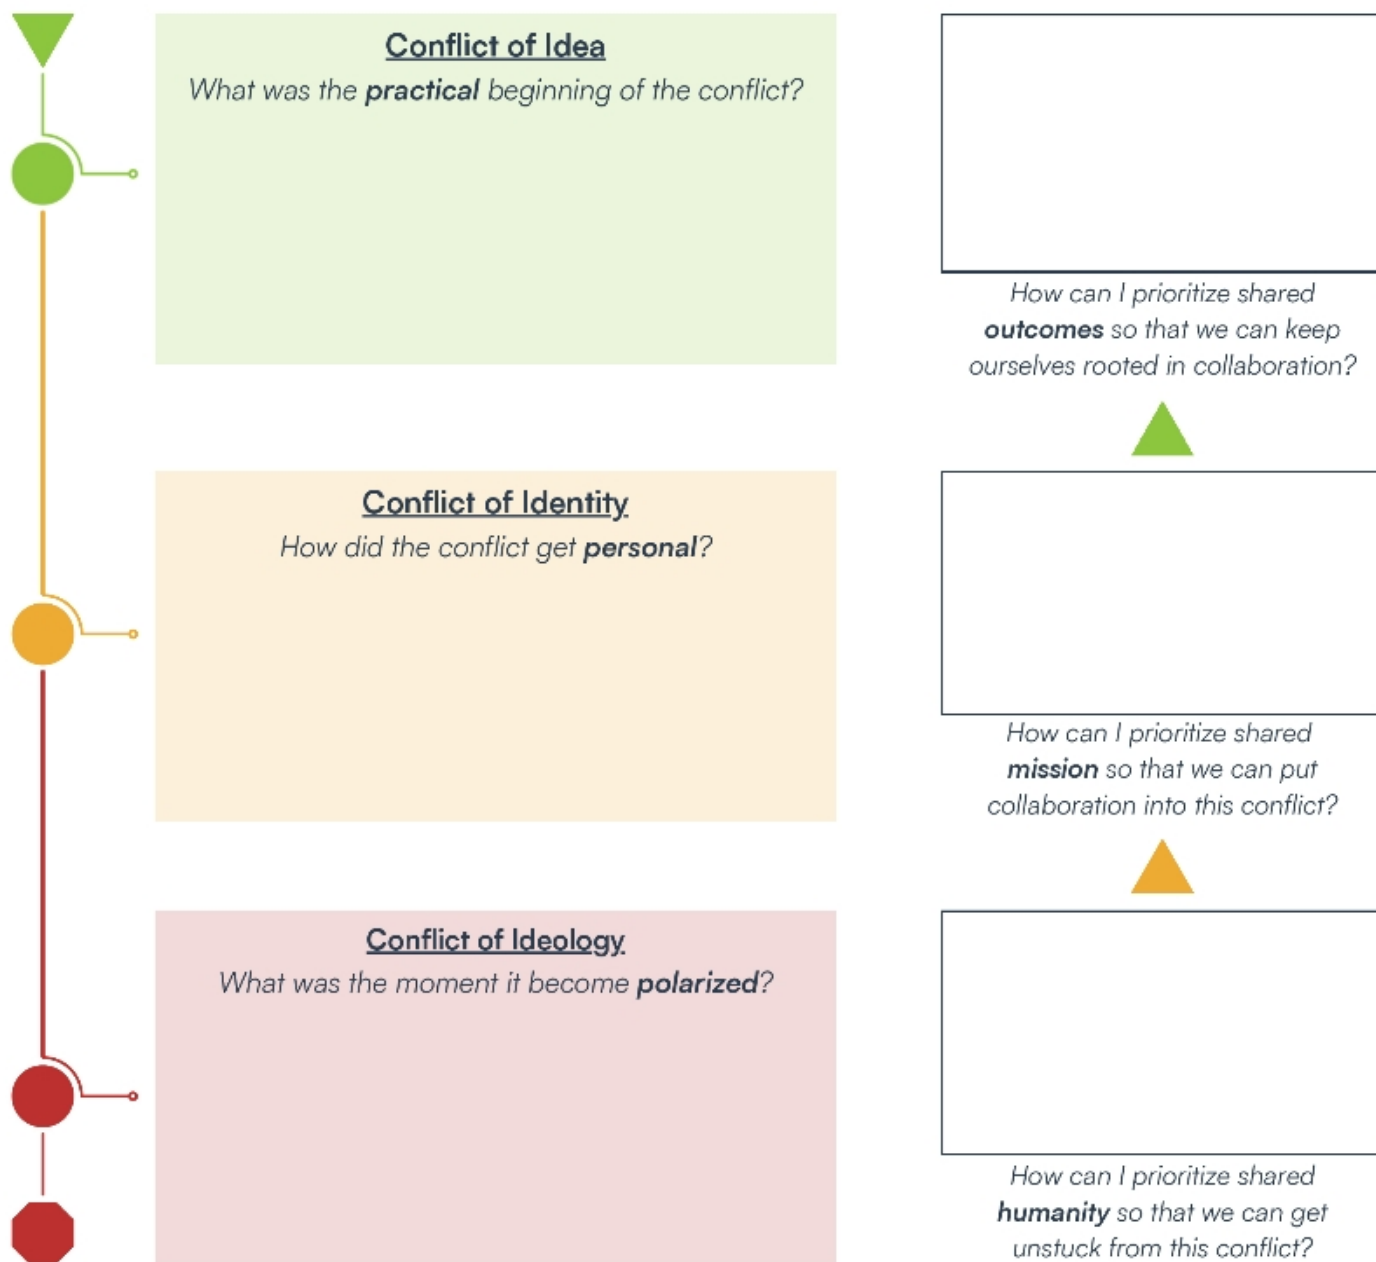 Conflict of Idea
What was the practical beginning of the conflict?
How can I prioritize shared
outcomes so that we can keep
ourselves rooted in collaboration?
Conflict of Identity
How did the conflict get personal?
How can I prioritize shared
mission so that we can put
collaboration into this conflict?
Conflict of Ideology
What was the moment it become polarized?
How can I prioritize shared
humanity so that we can get
unstuck from this conflict?